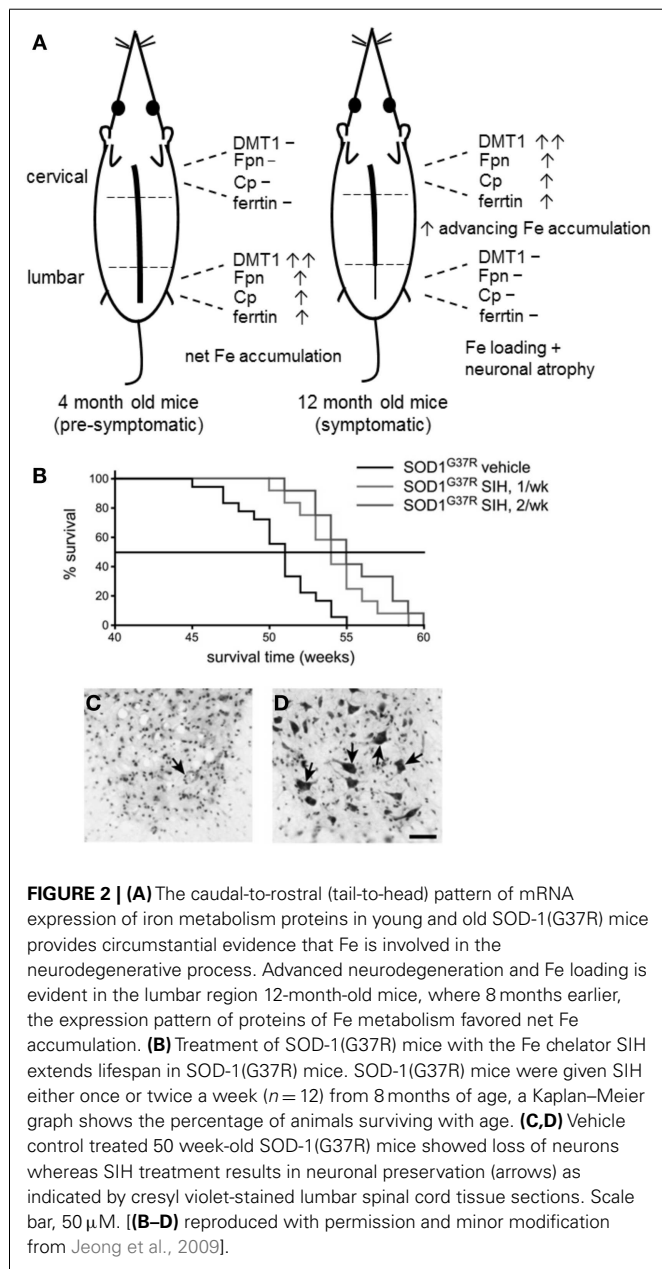 A
cervical
DMT1 –
Fpn –
Cp –
ferrtin –
lumbar
DMT1 ↑↑
Fpn ↑
Cp ↑
ferrtin ↑
net Fe accumulation
4 month old mice
(pre-symptomatic)
DMT1 ↑↑
Fpn ↑
Cp ↑
ferrtin ↑
↑ advancing Fe accumulation
DMT1 –
Fpn –
Cp –
ferrtin –
Fe loading +
neuronal atrophy
12 month old mice
(symptomatic)
B
SOD1G37R vehicle
SOD1G37R SIH, 1/wk
SOD1G37R SIH, 2/wk
% survival
100
80
60
40
20
0
40 45 50 55 60
survival time (weeks)
C
D
FIGURE 2 | (A) The caudal-to-rostral (tail-to-head) pattern of mRNA
expression of iron metabolism proteins in young and old SOD-1(G37R) mice
provides circumstantial evidence that Fe is involved in the
neurodegenerative process. Advanced neurodegeneration and Fe loading is
evident in the lumbar region 12-month-old mice, where 8 months earlier,
the expression pattern of proteins of Fe metabolism favored net Fe
accumulation. (B) Treatment of SOD-1(G37R) mice with the Fe chelator SIH
extends lifespan in SOD-1(G37R) mice. SOD-1(G37R) mice were given SIH
either once or twice a week (n = 12) from 8 months of age, a Kaplan–Meier
graph shows the percentage of animals surviving with age. (C,D) Vehicle
control treated 50 week-old SOD-1(G37R) mice showed loss of neurons
whereas SIH treatment results in neuronal preservation (arrows) as
indicated by cresyl violet-stained lumbar spinal cord tissue sections. Scale
bar, 50 μM. [(B–D) reproduced with permission and minor modification
from Jeong et al., 2009].